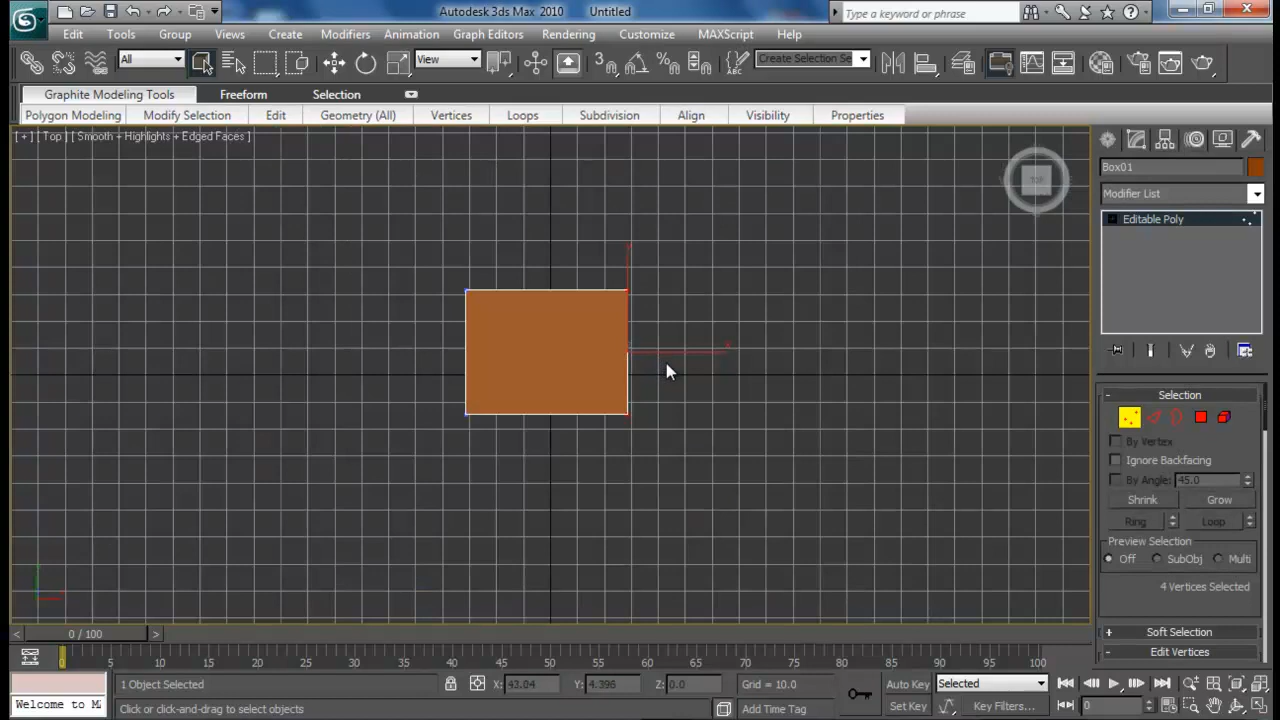 Autodesk 3ds Max 2010 Untitled
Type a keyword or phrase
Edit Tools Group Views Create Modifiers Animation Graph Editors Rendering Customize MAXScript Help
All View Create Selection Se
Graphite Modeling Tools Freeform Selection
Polygon Modeling Modify Selection Edit Geometry (All) Vertices Loops Subdivision Align Visibility Properties
[ + ] [ Top ] [ Smooth + Highlights + Edged Faces ]
TOP
Box01
Modifier List
Editable Poly
- Selection
By Vertex
Ignore Backfacing
By Angle: 45.0
Shrink Grow
Ring Loop
Preview Selection
Off SubObj Multi
4 Vertices Selected
+ Soft Selection
- Edit Vertices
< 0 / 100 >
0 5 10 15 20 25 30 35 40 45 50 55 60 65 70 75 80 85 90 95 100
1 Object Selected X: 43.04 Y: 4.396 Z: 0.0 Grid = 10.0 Auto Key Selected
Welcome to MA Click or click-and-drag to select objects Add Time Tag Set Key Key Filters... 0